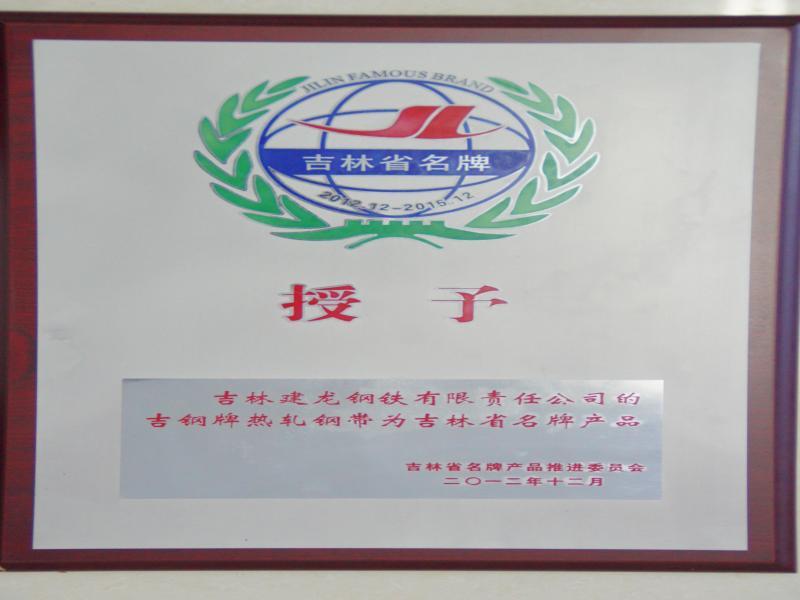 JILIN FAMOUS BRAND
吉林省名牌
2012.12-2015.12
授予
吉林建龙钢铁有限责任公司的
吉钢牌热轧钢带为吉林省名牌产品
吉林省名牌产品推进委员会
二〇一二年十二月